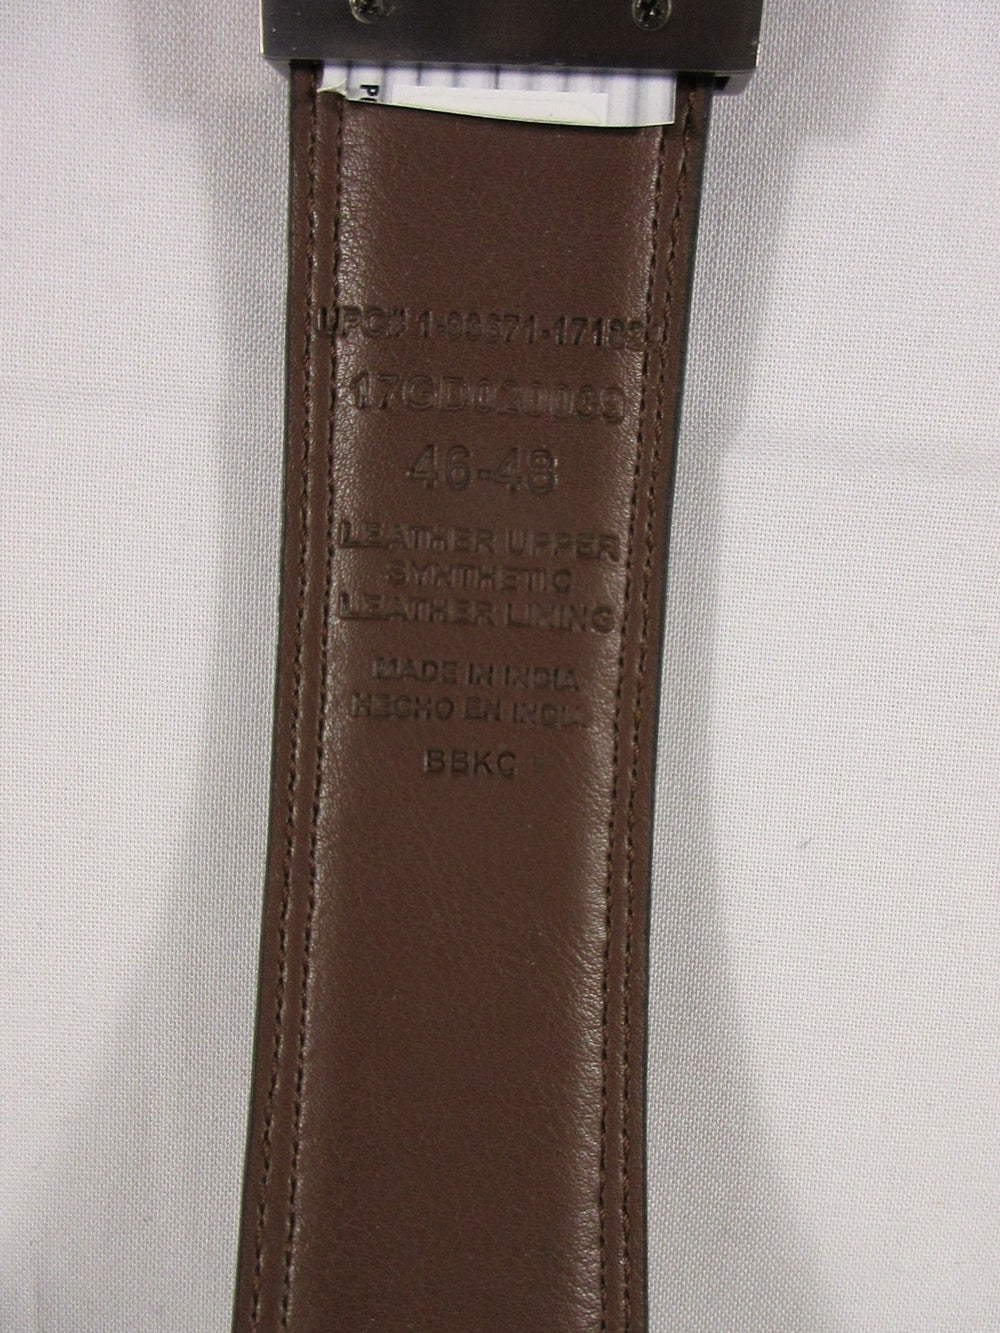 UPC# 1-93671-17182
17GD020039
46-48
LEATHER UPPER
SYNTHETIC
LEATHER LINING
MADE IN INDIA
HECHO EN INDIA
BBKC